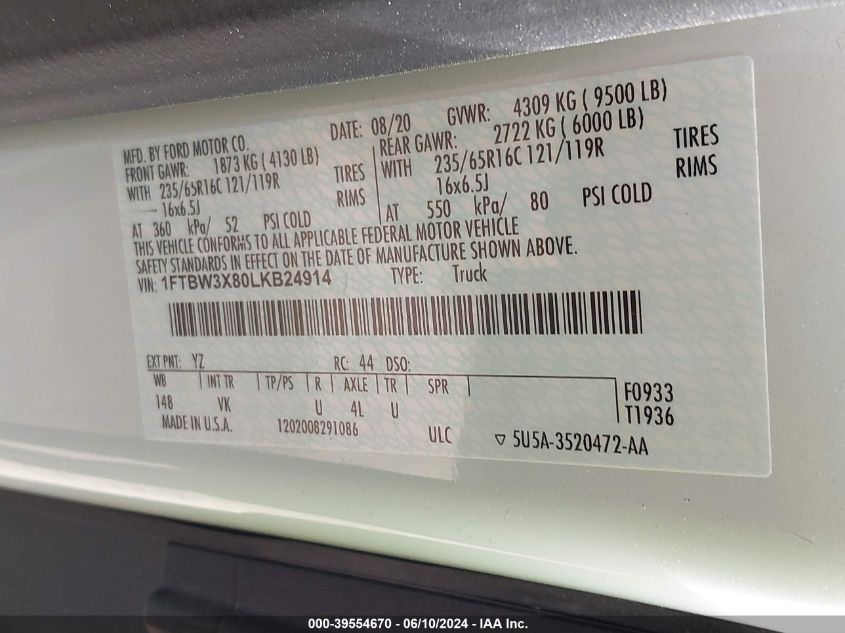 MFD. BY FORD MOTOR CO.
DATE: 08/20 GVWR: 4309 KG ( 9500 LB)
FRONT GAWR: 1873 KG ( 4130 LB)
REAR GAWR: 2722 KG ( 6000 LB)
WITH 235/65R16C 121/119R TIRES
WITH 235/65R16C 121/119R TIRES
16x6.5J RIMS
16x6.5J RIMS
AT 360 kPa/ 52 PSI COLD
AT 550 kPa/ 80 PSI COLD
THIS VEHICLE CONFORMS TO ALL APPLICABLE FEDERAL MOTOR VEHICLE
SAFETY STANDARDS IN EFFECT ON THE DATE OF MANUFACTURE SHOWN ABOVE.
VIN: 1FTBW3X80LKB24914 TYPE: Truck
EXT PNT: YZ RC: 44 DSO:
WB INT TR TP/PS R AXLE TR SPR
148 VK U 4L U
F0933
T1936
MADE IN U.S.A. 1202008291086 ULC
5U5A-3520472-AA
000-39554670 - 06/10/2024 - IAA Inc.